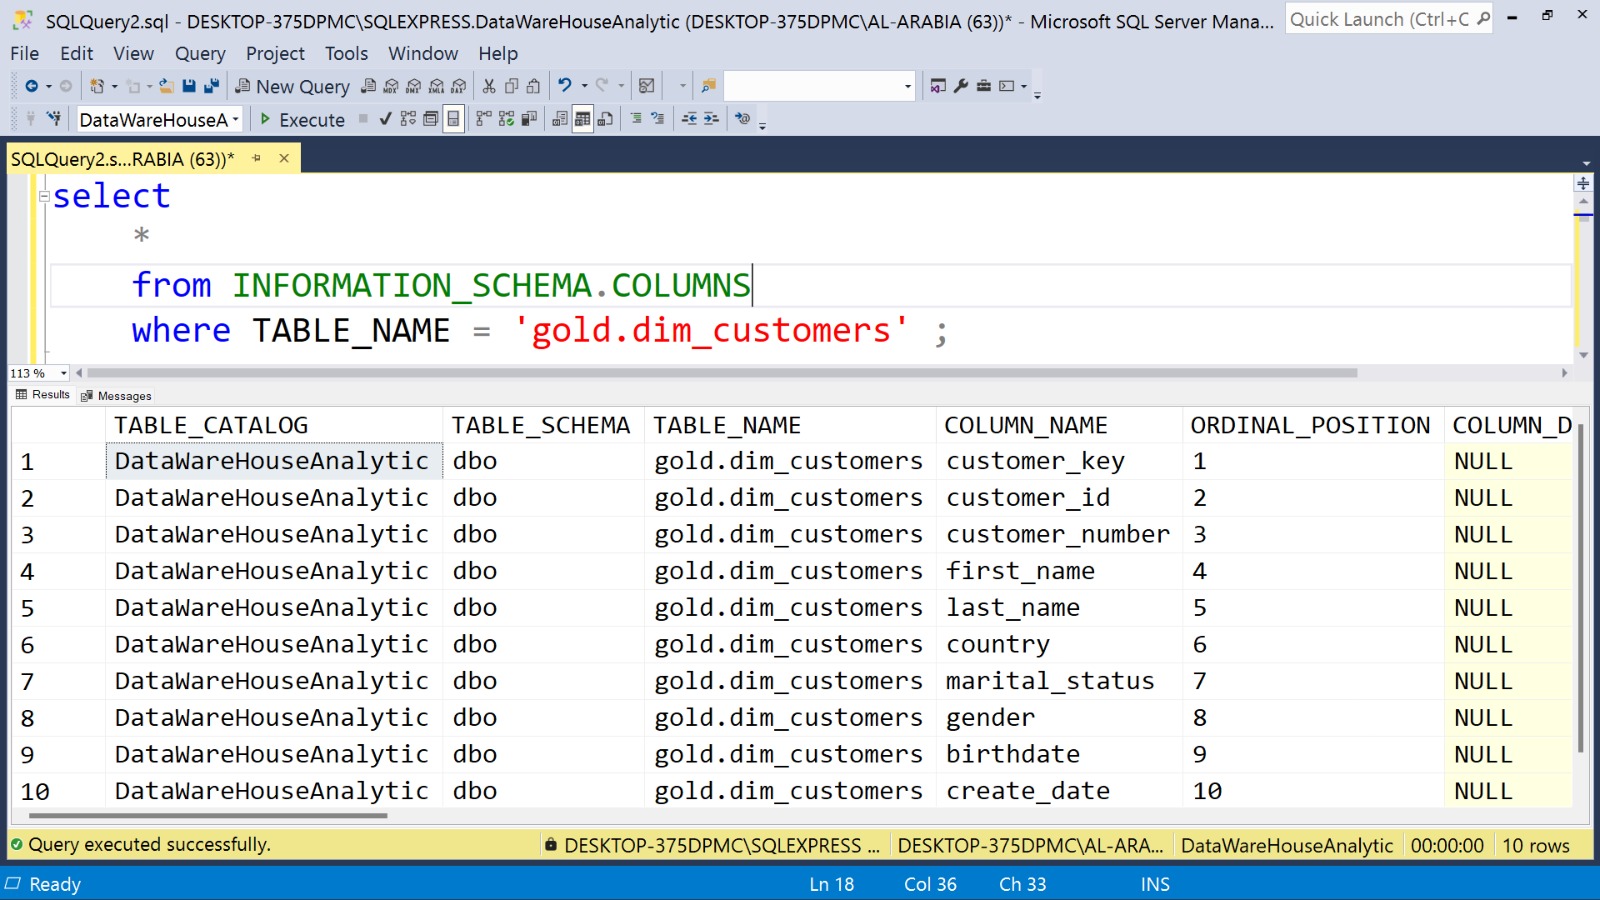 SQLQuery2.sql - DESKTOP-375DPMC\SQLEXPRESS.DataWareHouseAnalytic (DESKTOP-375DPMC\AL-ARABIA (63))* - Microsoft SQL Server Mana...
Quick Launch (Ctrl+C
File Edit View Query Project Tools Window Help
New Query MDX DMX XMLA DAX
DataWareHouseA Execute
SQLQuery2.s...RABIA (63))*
select
*
from INFORMATION_SCHEMA.COLUMNS
where TABLE_NAME = 'gold.dim_customers' ;
113 %
Results Messages
TABLE_CATALOG TABLE_SCHEMA TABLE_NAME COLUMN_NAME ORDINAL_POSITION COLUMN_D
1 DataWareHouseAnalytic dbo gold.dim_customers customer_key 1 NULL
2 DataWareHouseAnalytic dbo gold.dim_customers customer_id 2 NULL
3 DataWareHouseAnalytic dbo gold.dim_customers customer_number 3 NULL
4 DataWareHouseAnalytic dbo gold.dim_customers first_name 4 NULL
5 DataWareHouseAnalytic dbo gold.dim_customers last_name 5 NULL
6 DataWareHouseAnalytic dbo gold.dim_customers country 6 NULL
7 DataWareHouseAnalytic dbo gold.dim_customers marital_status 7 NULL
8 DataWareHouseAnalytic dbo gold.dim_customers gender 8 NULL
9 DataWareHouseAnalytic dbo gold.dim_customers birthdate 9 NULL
10 DataWareHouseAnalytic dbo gold.dim_customers create_date 10 NULL
Query executed successfully. DESKTOP-375DPMC\SQLEXPRESS ... DESKTOP-375DPMC\AL-ARA... DataWareHouseAnalytic 00:00:00 10 rows
Ready Ln 18 Col 36 Ch 33 INS